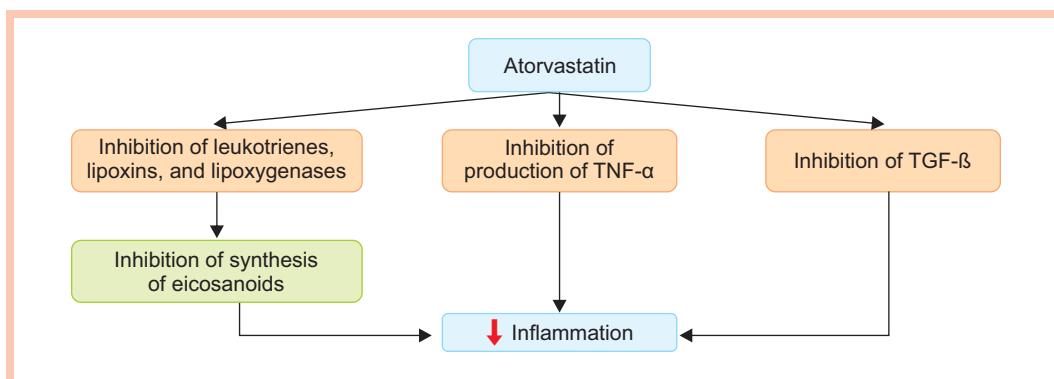 Atorvastatin
Inhibition of leukotrienes,
lipoxins, and lipoxygenases
Inhibition of
production of TNF-α
Inhibition of TGF-ß
Inhibition of synthesis
of eicosanoids
Inflammation